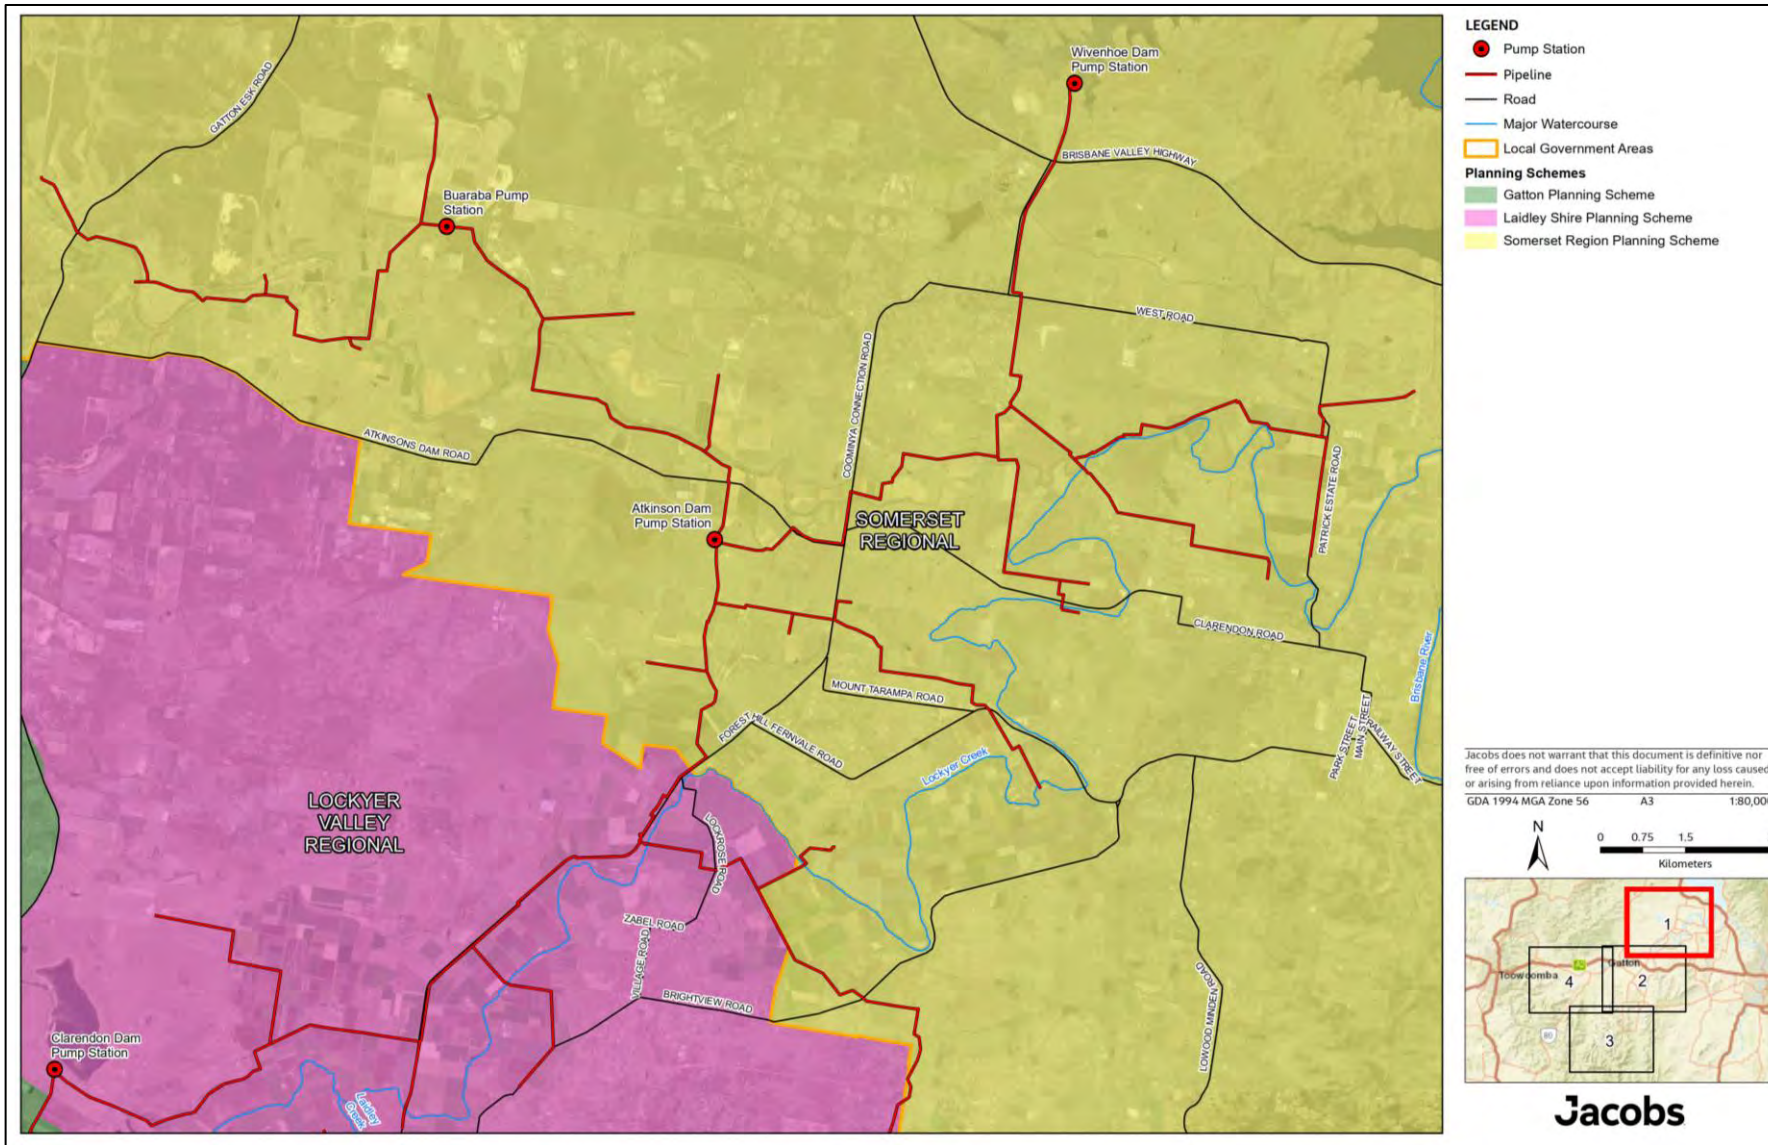 Wivenhoe Dam
Pump Station
GATTON ESK ROAD
BRISBANE VALLEY HIGHWAY
Buaraba Pump
Station
WEST ROAD
COOMINYA CONNECTION ROAD
ATKINSONS DAM ROAD
PATRICK ESTATE ROAD
Atkinson Dam
Pump Station
SOMERSET
REGIONAL
CLARENDON ROAD
Brisbane River
MOUNT TARAMPA ROAD
FOREST HILL FERNVALE ROAD
PARK STREET
MAIN STREET
RAILWAY STREET
Lockyer Creek
LOCKYER
VALLEY
REGIONAL
LOCKROSE ROAD
ZABEL ROAD
VILLAGE ROAD
BRIGHTVIEW ROAD
LOWOOD MINDEN ROAD
Clarendon Dam
Pump Station
Laidley
Creek
LEGEND
Pump Station
Pipeline
Road
Major Watercourse
Local Government Areas
Planning Schemes
Gatton Planning Scheme
Laidley Shire Planning Scheme
Somerset Region Planning Scheme
Jacobs does not warrant that this document is definitive nor
free of errors and does not accept liability for any loss caused
or arising from reliance upon information provided herein.
GDA 1994 MGA Zone 56 A3 1:80,000
N
0 0.75 1.5
Kilometers
1
Toowoomba
Gatton
4
2
3
Jacobs